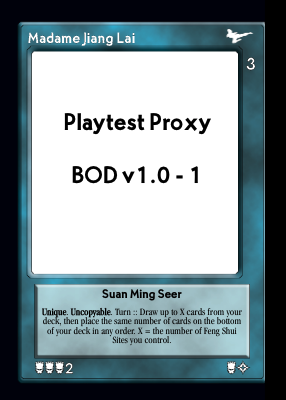 Madame Jiang Lai
3
Playtest Proxy
BOD v1.0 - 1
Suan Ming Seer
Unique. Uncopyable. Turn :: Draw up to X cards from your
deck, then place the same number of cards on the bottom
of your deck in any order. X = the number of Feng Shui
Sites you control.
2